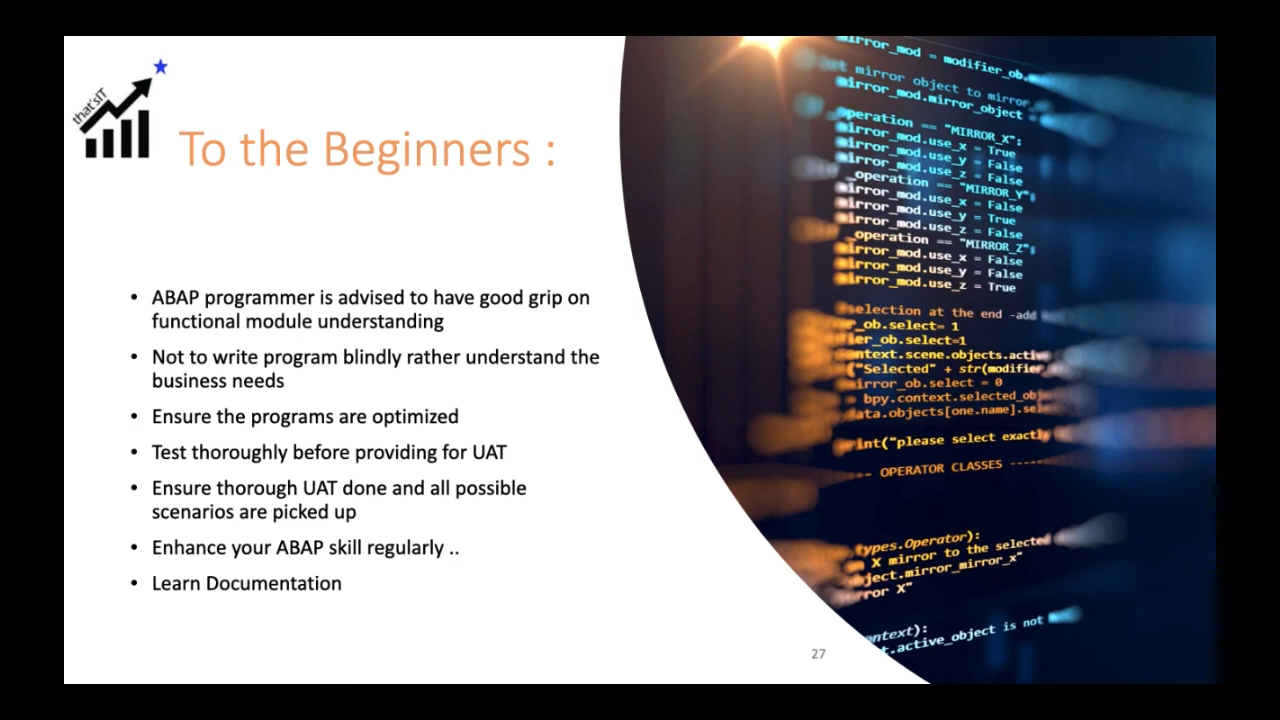 that'sIT
To the Beginners :
• ABAP programmer is advised to have good grip on
functional module understanding
• Not to write program blindly rather understand the
business needs
• Ensure the programs are optimized
• Test thoroughly before providing for UAT
• Ensure thorough UAT done and all possible
scenarios are picked up
• Enhance your ABAP skill regularly ..
• Learn Documentation
27
mirror_mod = modifier_ob.
mirror object to mirror
mirror_mod.mirror_object
operation == "MIRROR_X":
mirror_mod.use_x = True
mirror_mod.use_y = False
mirror_mod.use_z = False
_operation == "MIRROR_Y":
mirror_mod.use_x = False
mirror_mod.use_y = True
mirror_mod.use_z = False
_operation == "MIRROR_Z":
mirror_mod.use_x = False
mirror_mod.use_y = False
mirror_mod.use_z = True
selection at the end -add
_ob.select= 1
ler_ob.select=1
ntext.scene.objects.activ
("Selected" + str(modifier
irror_ob.select = 0
= bpy.context.selected_obj
data.objects[one.name].sel
int("please select exactly
-- OPERATOR CLASSES ----
types.Operator):
X mirror to the selected
ject.mirror_mirror_x"
ror X"
ontext):
t.active_object is not